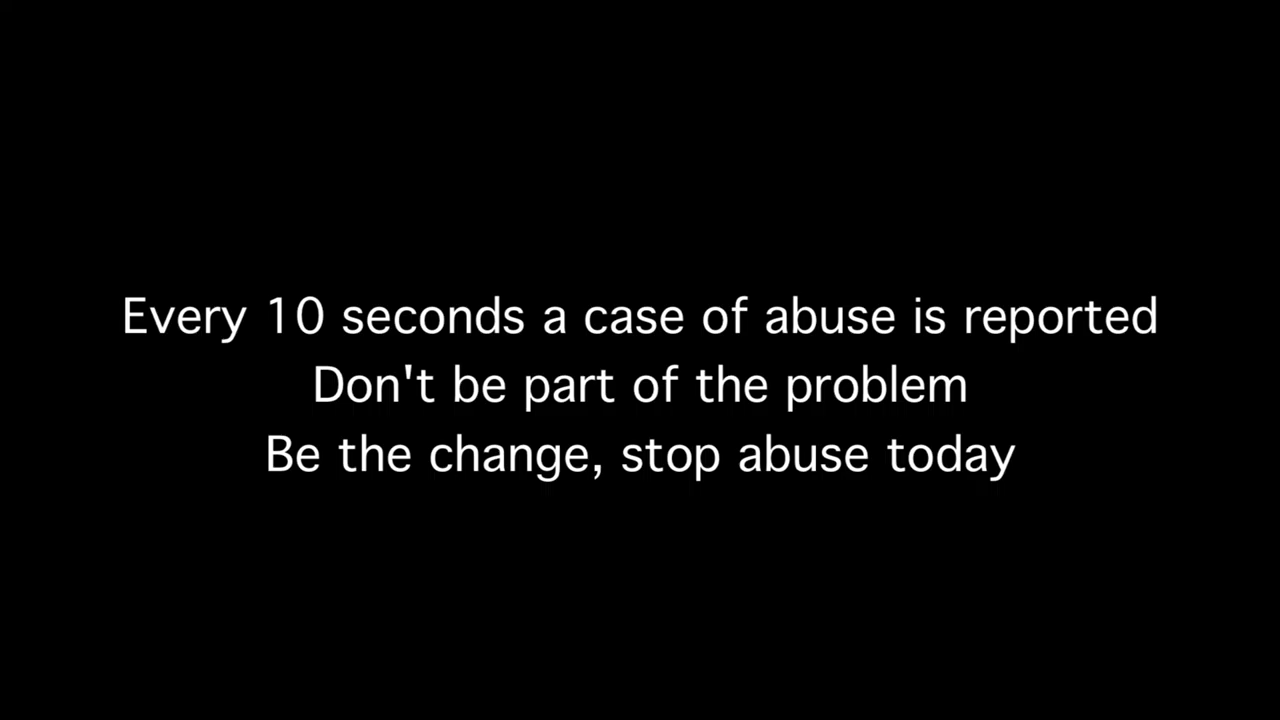 Every 10 seconds a case of abuse is reported
Don't be part of the problem
Be the change, stop abuse today